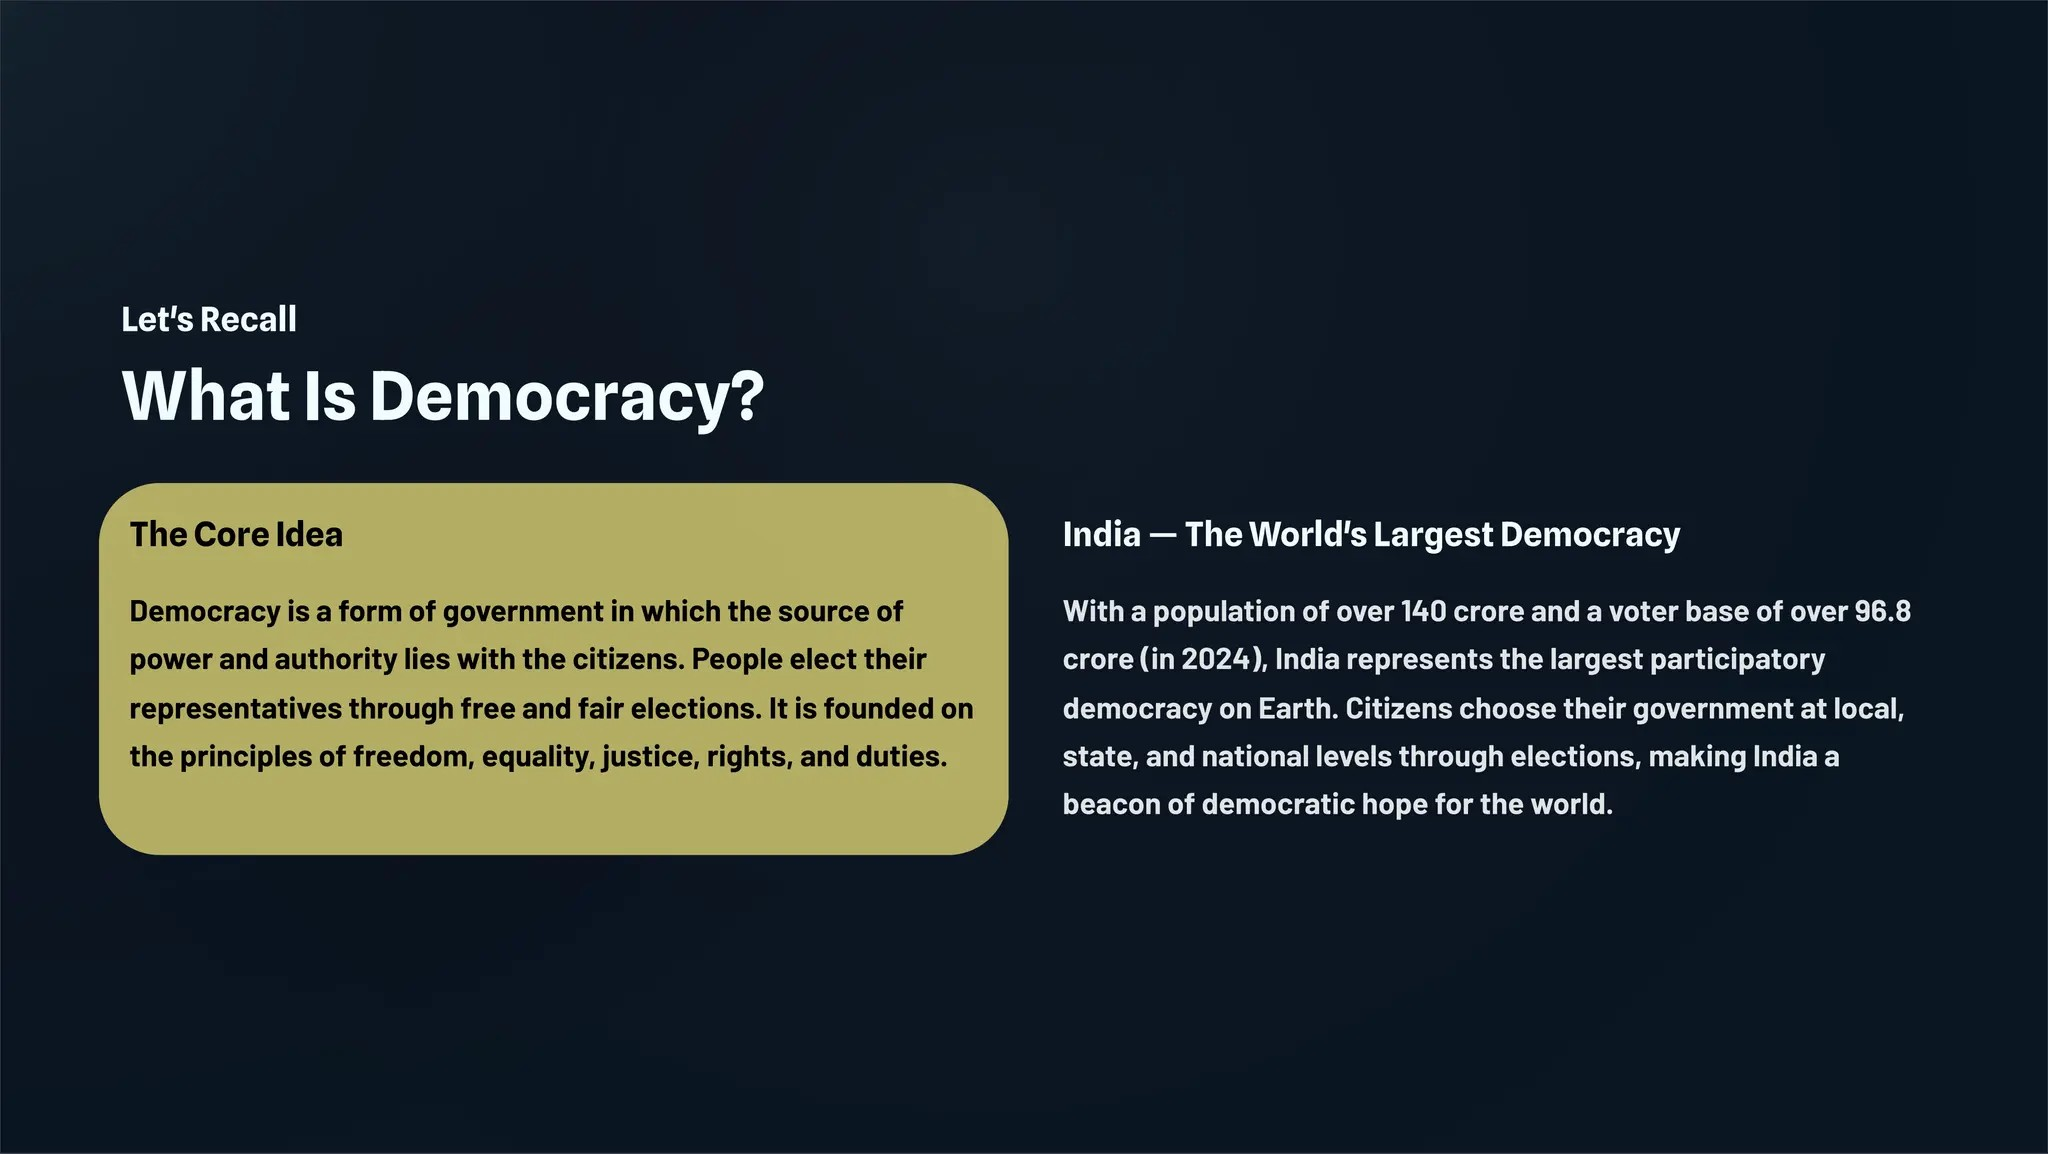 Let's Recall
What Is Democracy?
The Core Idea
Democracy is a form of government in which the source of
power and authority lies with the citizens. People elect their
representatives through free and fair elections. It is founded on
the principles of freedom, equality, justice, rights, and duties.
India — The World's Largest Democracy
With a population of over 140 crore and a voter base of over 96.8
crore (in 2024), India represents the largest participatory
democracy on Earth. Citizens choose their government at local,
state, and national levels through elections, making India a
beacon of democratic hope for the world.